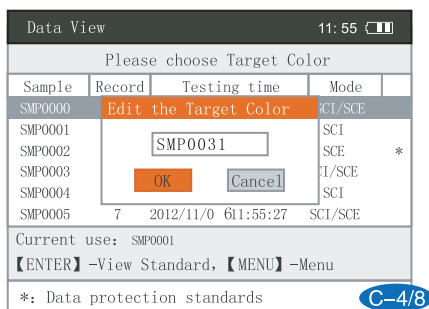 Data View 11:55
Please choose Target Color
Sample Record Testing time Mode
SMP0000 SCI/SCE
Edit the Target Color
SMP0001 SCI
SMP0031
SMP0002 SCE *
SMP0003 CI/SCE
OK Cancel
SMP0004 SCI
SMP0005 7 2012/11/0 611:55:27 SCI/SCE
Current use: SMP0001
【ENTER】-View Standard,【MENU】-Menu
*: Data protection standards
C-4/8